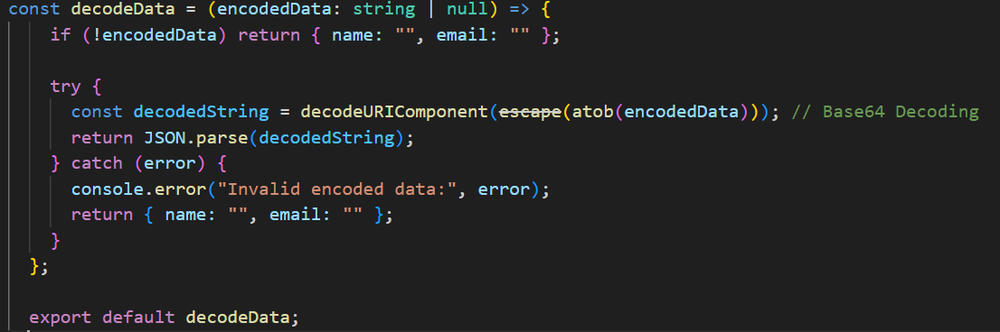 const decodeData = (encodedData: string | null) => {
if (!encodedData) return { name: "", email: "" };
try {
const decodedString = decodeURIComponent(escape(atob(encodedData))); // Base64 Decoding
return JSON.parse(decodedString);
} catch (error) {
console.error("Invalid encoded data:", error);
return { name: "", email: "" };
}
};
export default decodeData;